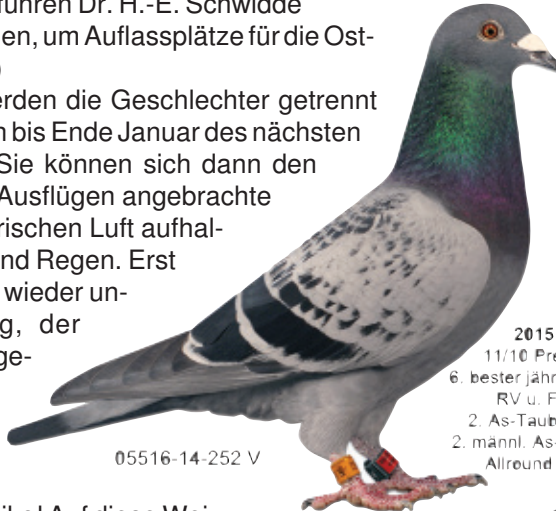 führen Dr. H.-E. Schwidde
en, um Auflassplätze für die Ost-
erden die Geschlechter getrennt
n bis Ende Januar des nächsten
Sie können sich dann den
Ausflügen angebrachte
rischen Luft aufhal-
nd Regen. Erst
wieder un-
g, der
ge-
2015
11/10 Pre
6. bester jähr
RV u. F
2. As-Taub
2. männl. As-
Allround
05516-14-252 V
Auf diesen Wei